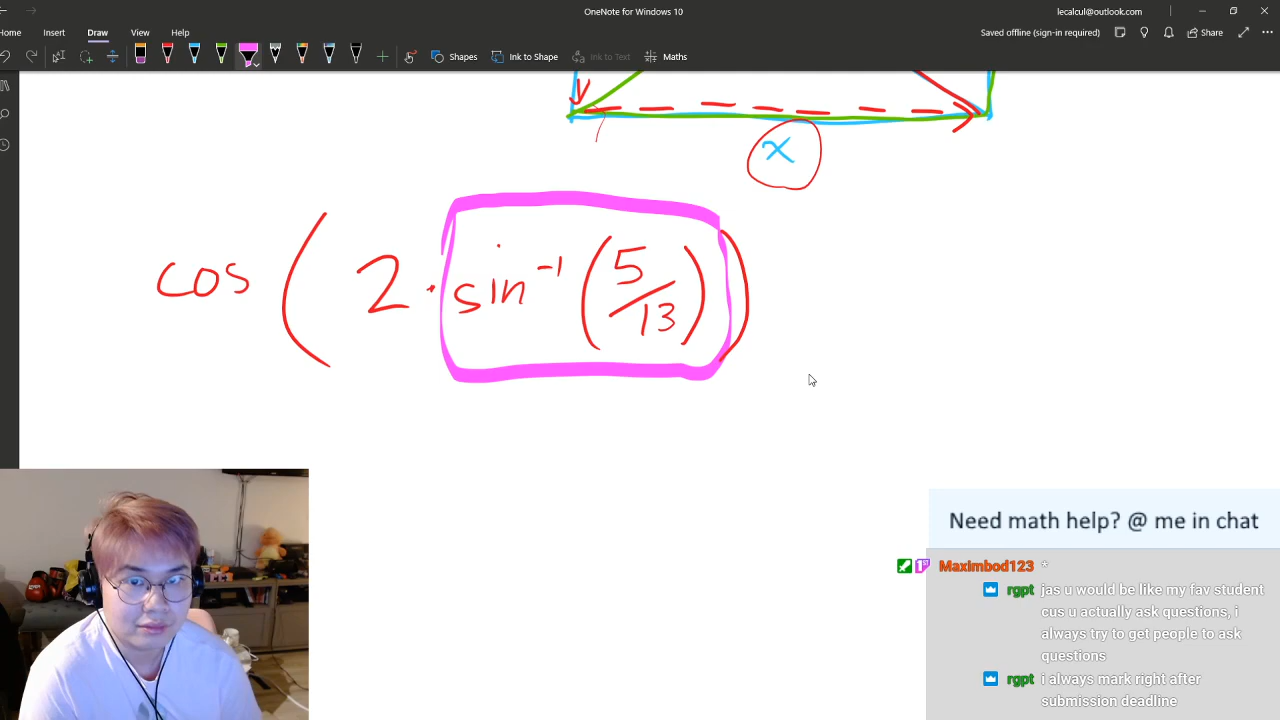 OneNote for Windows 10
lecalcul@outlook.com
Home Insert Draw View Help
Saved offline (sign-in required)
Share
Shapes
Ink to Shape
Ink to Text
Maths
x
cos ( 2 · sin⁻¹ ( 5/13 ) )
Need math help? @ me in chat
Maximbod123 *
rgpt jas u would be like my fav student
cus u actually ask questions, i
always try to get people to ask
questions
rgpt i always mark right after
submission deadline